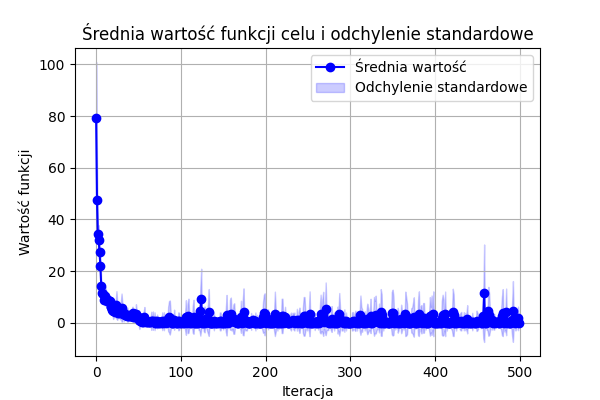 Średnia wartość funkcji celu i odchylenie standardowe
Średnia wartość
Odchylenie standardowe
Wartość funkcji
100
80
60
40
20
0
0 100 200 300 400 500
Iteracja